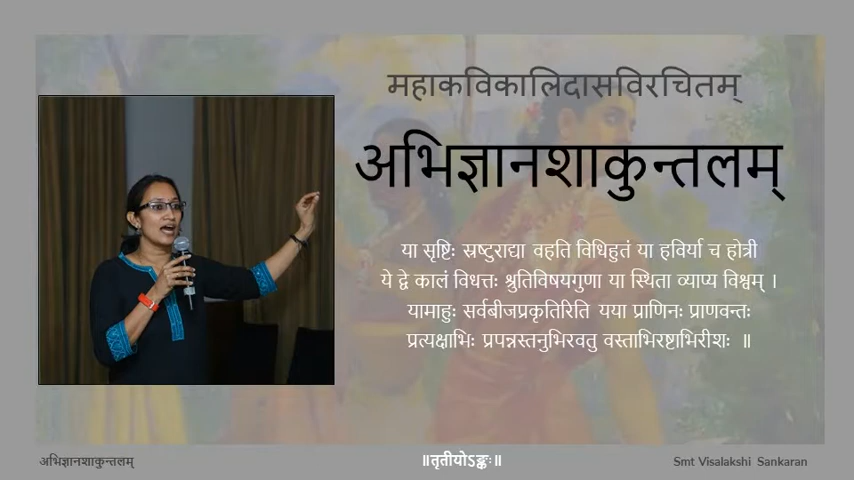 महाकविकालिदासविरचितम्
अभिज्ञानशाकुन्तलम्
या सृष्टिः स्रष्टुराद्या वहति विधिहुतं या हविर्या च होत्री
ये द्वे कालं विधत्तः श्रुतिविषयगुणा या स्थिता व्याप्य विश्वम् ।
यामाहुः सर्वबीजप्रकृतिरिति यया प्राणिनः प्राणवन्तः
प्रत्यक्षाभिः प्रपन्नस्तनुभिरवतु वस्ताभिरष्टाभिरीशः ॥
अभिज्ञानशाकुन्तलम्
॥तृतीयोऽङ्कः॥
Smt Visalakshi Sankaran